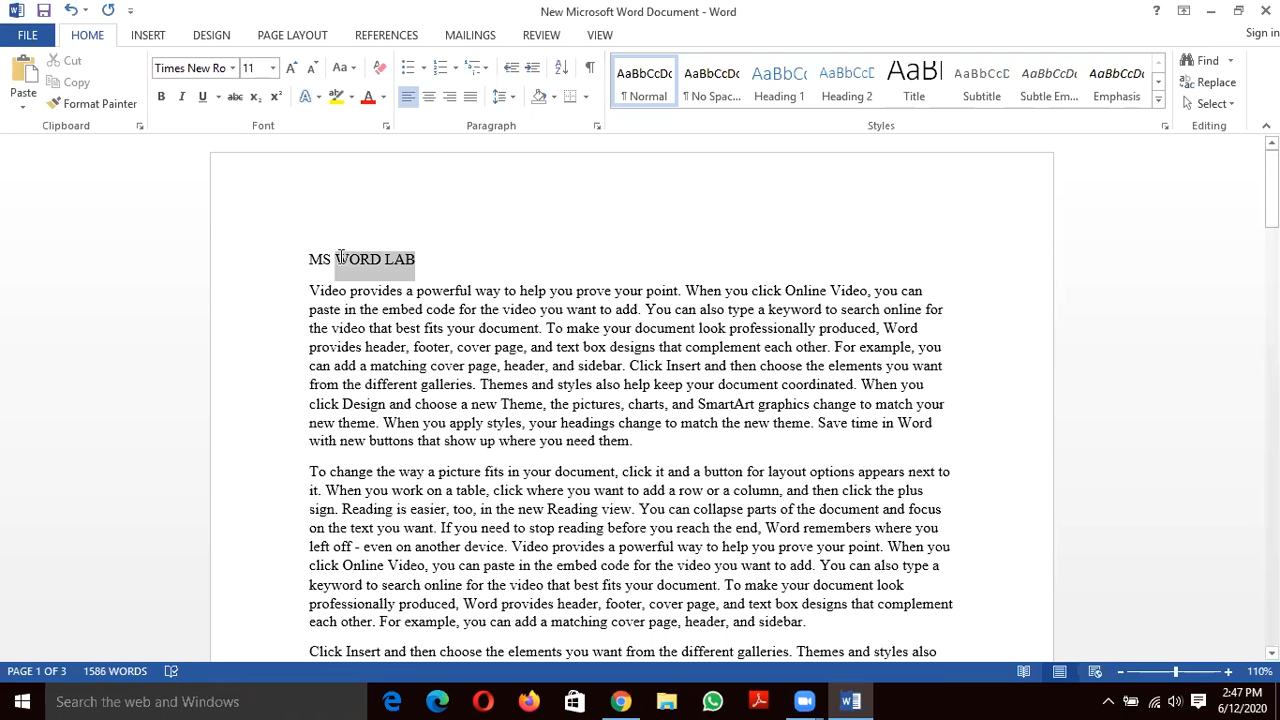 New Microsoft Word Document - Word
?
FILE
HOME
INSERT
DESIGN
PAGE LAYOUT
REFERENCES
MAILINGS
REVIEW
VIEW
Sign in
Paste
Cut
Copy
Format Painter
Clipboard
Times New Ro
11
Aa
B I U abc x₂ x²
A
Font
Paragraph
AaBbCcDc
¶ Normal
AaBbCcDc
¶ No Spac...
AaBbCc
Heading 1
AaBbCcC
Heading 2
AaBl
Title
AaBbCcD
Subtitle
AaBbCcDc
Subtle Em...
AaBbCcDc
Emphasis
Styles
Find
Replace
Select
Editing
MS WORD LAB
Video provides a powerful way to help you prove your point. When you click Online Video, you can
paste in the embed code for the video you want to add. You can also type a keyword to search online for
the video that best fits your document. To make your document look professionally produced, Word
provides header, footer, cover page, and text box designs that complement each other. For example, you
can add a matching cover page, header, and sidebar. Click Insert and then choose the elements you want
from the different galleries. Themes and styles also help keep your document coordinated. When you
click Design and choose a new Theme, the pictures, charts, and SmartArt graphics change to match your
new theme. When you apply styles, your headings change to match the new theme. Save time in Word
with new buttons that show up where you need them.
To change the way a picture fits in your document, click it and a button for layout options appears next to
it. When you work on a table, click where you want to add a row or a column, and then click the plus
sign. Reading is easier, too, in the new Reading view. You can collapse parts of the document and focus
on the text you want. If you need to stop reading before you reach the end, Word remembers where you
left off - even on another device. Video provides a powerful way to help you prove your point. When you
click Online Video, you can paste in the embed code for the video you want to add. You can also type a
keyword to search online for the video that best fits your document. To make your document look
professionally produced, Word provides header, footer, cover page, and text box designs that complement
each other. For example, you can add a matching cover page, header, and sidebar.
Click Insert and then choose the elements you want from the different galleries. Themes and styles also
PAGE 1 OF 3
1586 WORDS
110%
Search the web and Windows
2:47 PM
6/12/2020